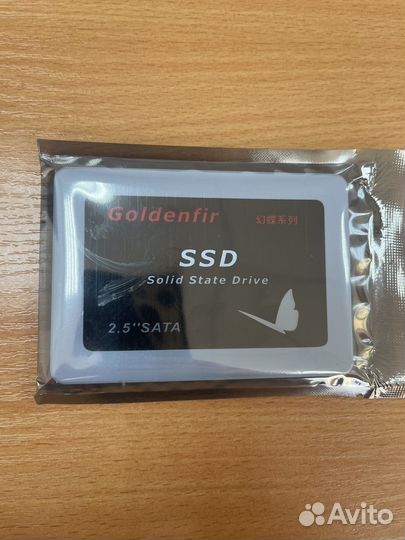 Goldenfir 幻蝶系列
SSD
Solid State Drive
2.5''SATA
Avito